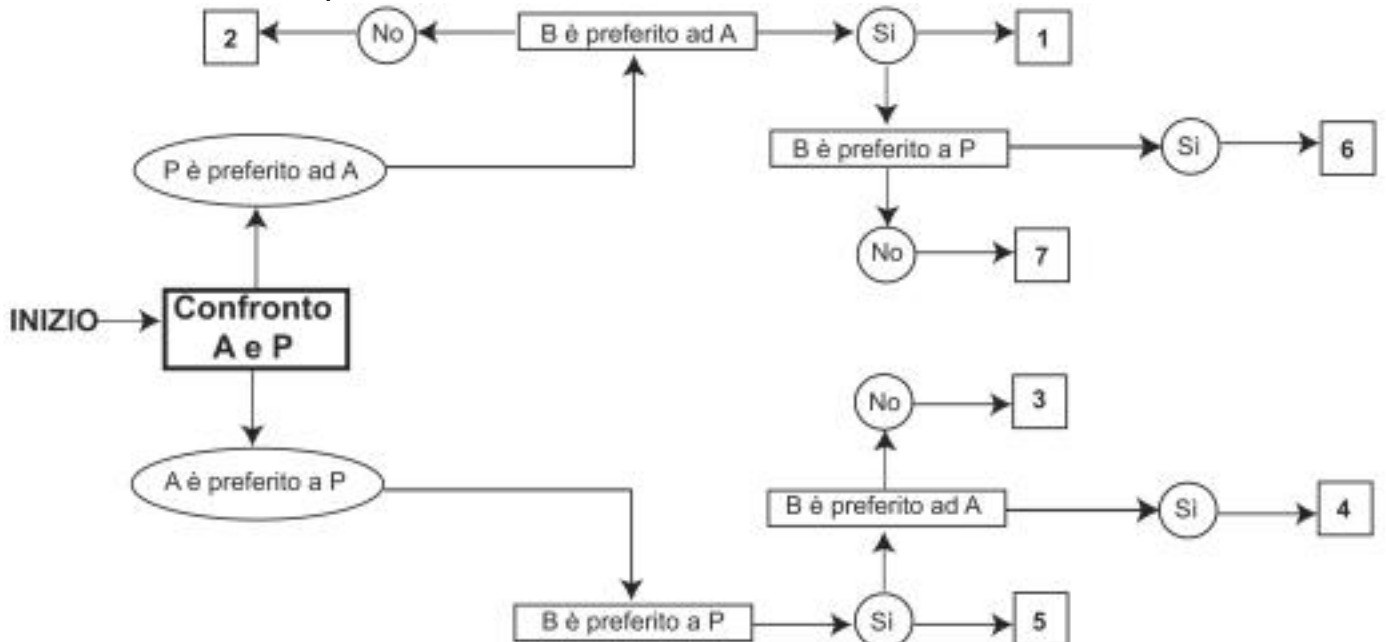 2
No
B è preferito ad A
Si
1
B è preferito a P
Si
6
P è preferito ad A
No
7
INIZIO
Confronto
A e P
No
3
A è preferito a P
B è preferito ad A
Si
4
B è preferito a P
Si
5